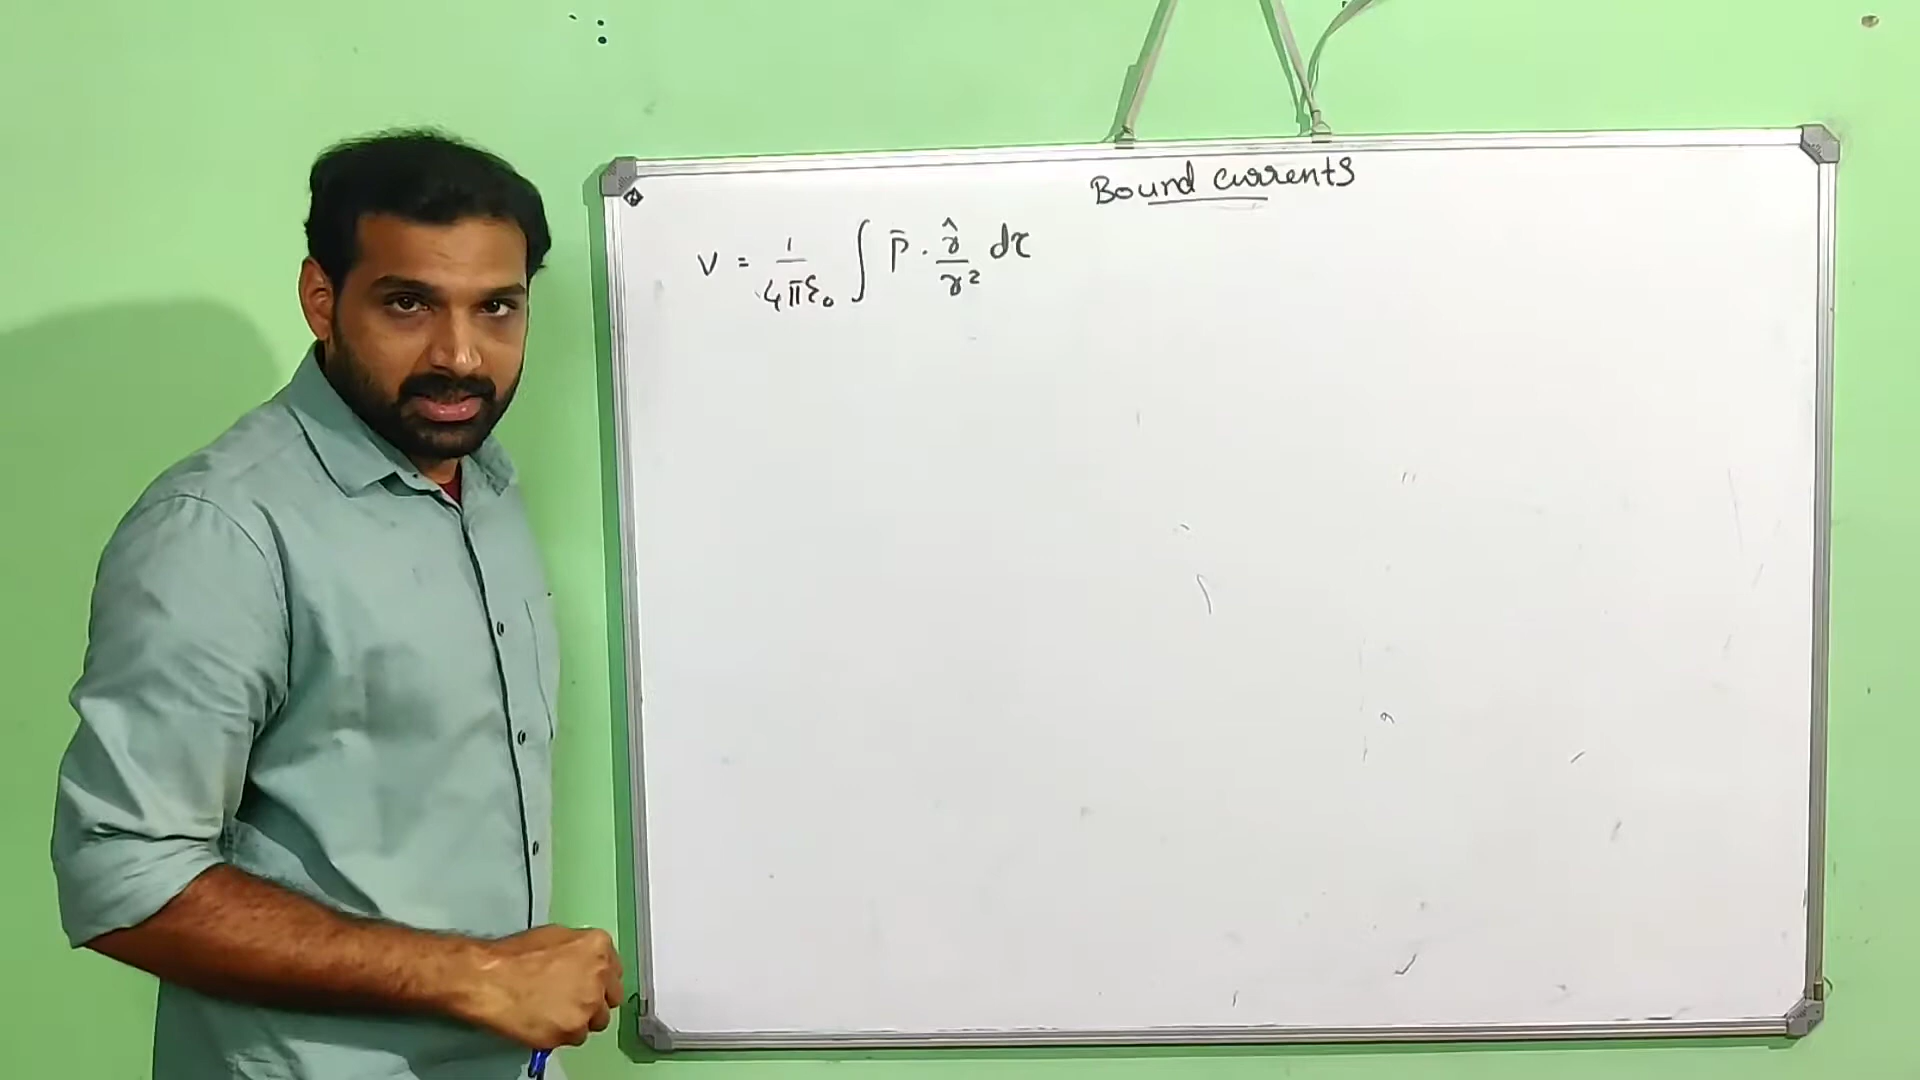 Bound currents
V = 1/4πε₀ ∫ P̄ · r̂/r² dτ